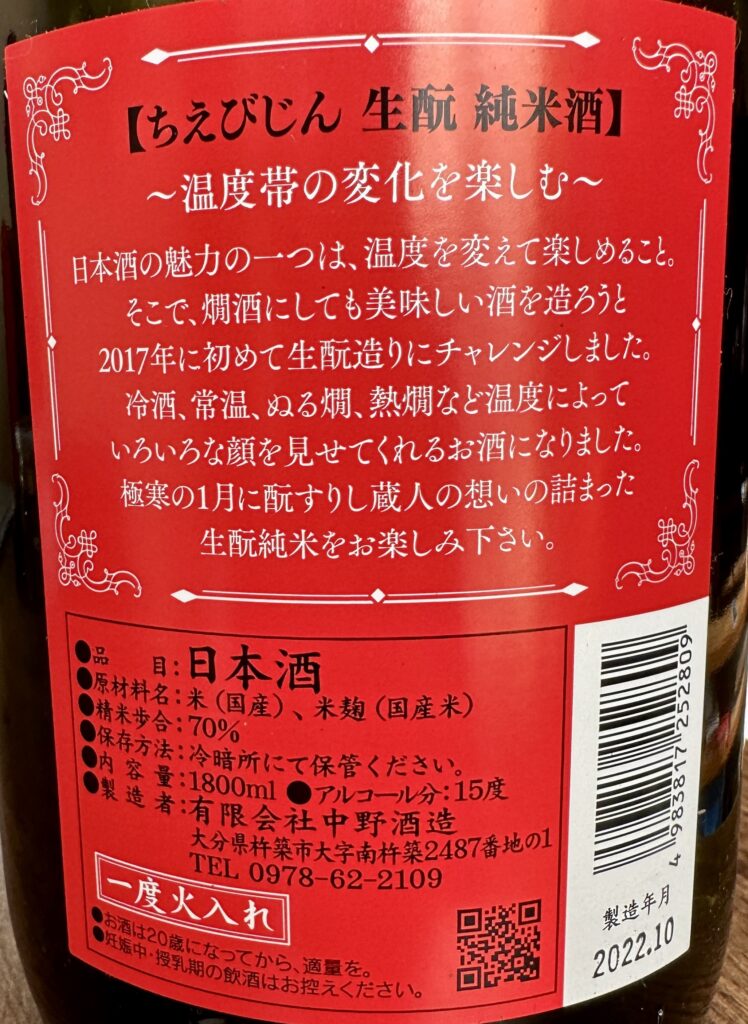 【ちえびじん 生酛 純米酒】
～温度帯の変化を楽しむ～
日本酒の魅力の一つは、温度を変えて楽しめること。
そこで、燗酒にしても美味しい酒を造ろうと
2017年に初めて生酛造りにチャレンジしました。
冷酒、常温、ぬる燗、熱燗など温度によって
いろいろな顔を見せてくれるお酒になりました。
極寒の1月に酛すりし蔵人の想いの詰まった
生酛純米をお楽しみ下さい。
●品目：日本酒
●原材料名：米（国産）、米麹（国産米）
●精米歩合：70%
●保存方法：冷暗所にて保管ください。
●内容量：1800ml ●アルコール分：15度
●製造者：有限会社中野酒造
大分県杵築市大字南杵築2487番地の1
TEL 0978-62-2109
一度火入れ
●お酒は20歳になってから、適量を。
●妊娠中・授乳期の飲酒はお控えください。
4 983817 252809
製造年月
2022.10